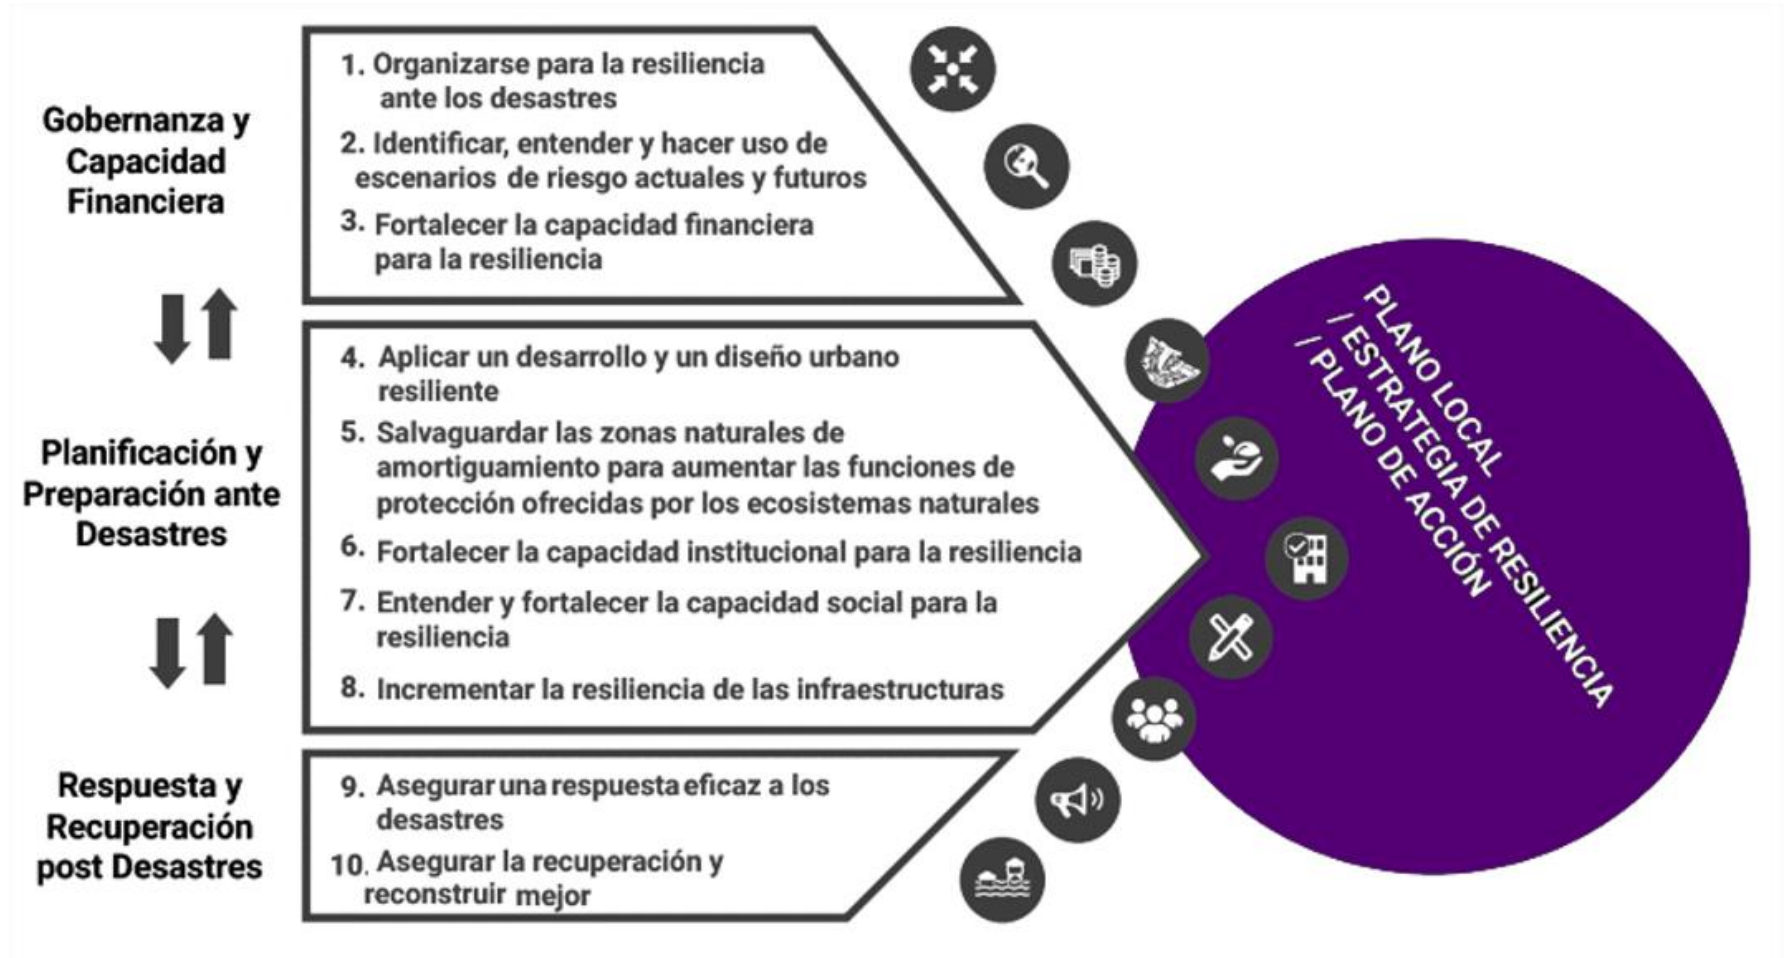 Gobernanza y
Capacidad
Financiera
1. Organizarse para la resiliencia
ante los desastres
2. Identificar, entender y hacer uso de
escenarios de riesgo actuales y futuros
3. Fortalecer la capacidad financiera
para la resiliencia
Planificación y
Preparación ante
Desastres
4. Aplicar un desarrollo y un diseño urbano
resiliente
5. Salvaguardar las zonas naturales de
amortiguamiento para aumentar las funciones de
protección ofrecidas por los ecosistemas naturales
6. Fortalecer la capacidad institucional para la resiliencia
7. Entender y fortalecer la capacidad social para la
resiliencia
8. Incrementar la resiliencia de las infraestructuras
Respuesta y
Recuperación
post Desastres
9. Asegurar una respuesta eficaz a los
desastres
10. Asegurar la recuperación y
reconstruir mejor
PLANO LOCAL
/ ESTRATEGIA DE RESILIENCIA
/ PLANO DE ACCIÓN